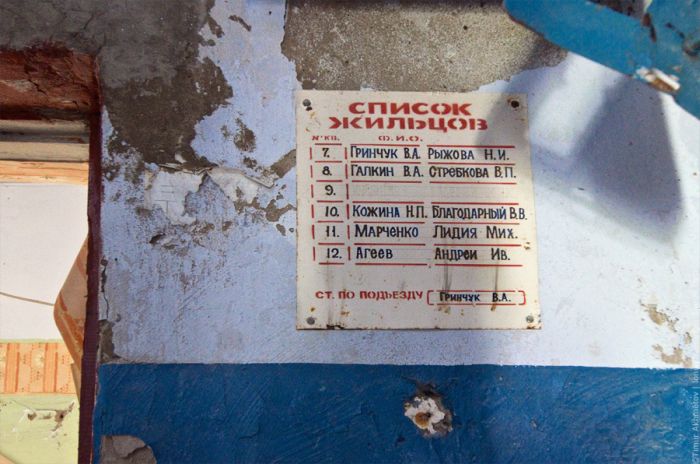 СПИСОК
ЖИЛЬЦОВ
№ КВ. Ф.И.О.
7. ГРИНЧУК В.А. РЫЖОВА Н.И.
8. ГАЛКИН В.А. СТРЕБКОВА В.П.
9.
10. КОЖИНА Н.П. БЛАГОДАРНЫЙ В.В.
11. МАРЧЕНКО ЛИДИЯ МИХ.
12. АГЕЕВ АНДРЕЙ ИВ.
СТ. ПО ПОДЬЕЗДУ ГРИНЧУК В.А.